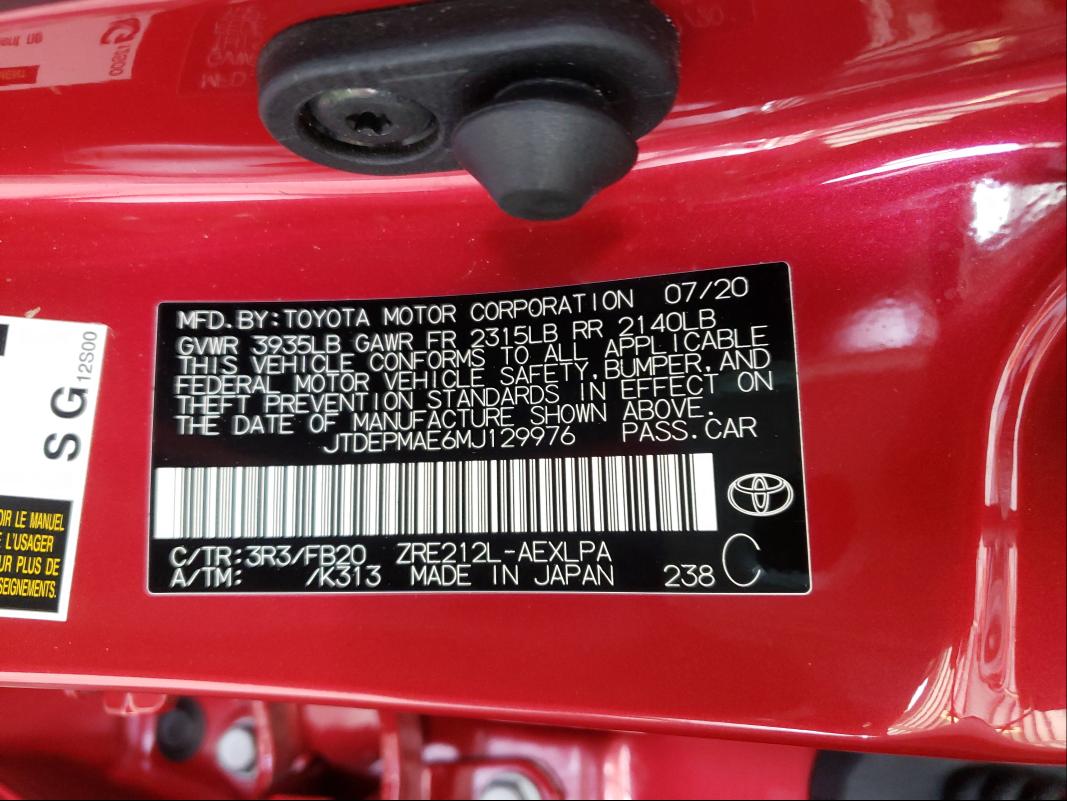 MFD. BY: TOYOTA MOTOR CORPORATION 07/20
GVWR 3935LB GAWR FR 2315LB RR 2140LB
THIS VEHICLE CONFORMS TO ALL APPLICABLE
FEDERAL MOTOR VEHICLE SAFETY, BUMPER, AND
THEFT PREVENTION STANDARDS IN EFFECT ON
THE DATE OF MANUFACTURE SHOWN ABOVE.
JTDEPMAE6MJ129976 PASS. CAR
C/TR: 3R3/FB20 ZRE212L-AEXLPA
A/TM: /K313 MADE IN JAPAN 238 C
SG 12S00
LE MANUEL
L'USAGER
PLUS DE